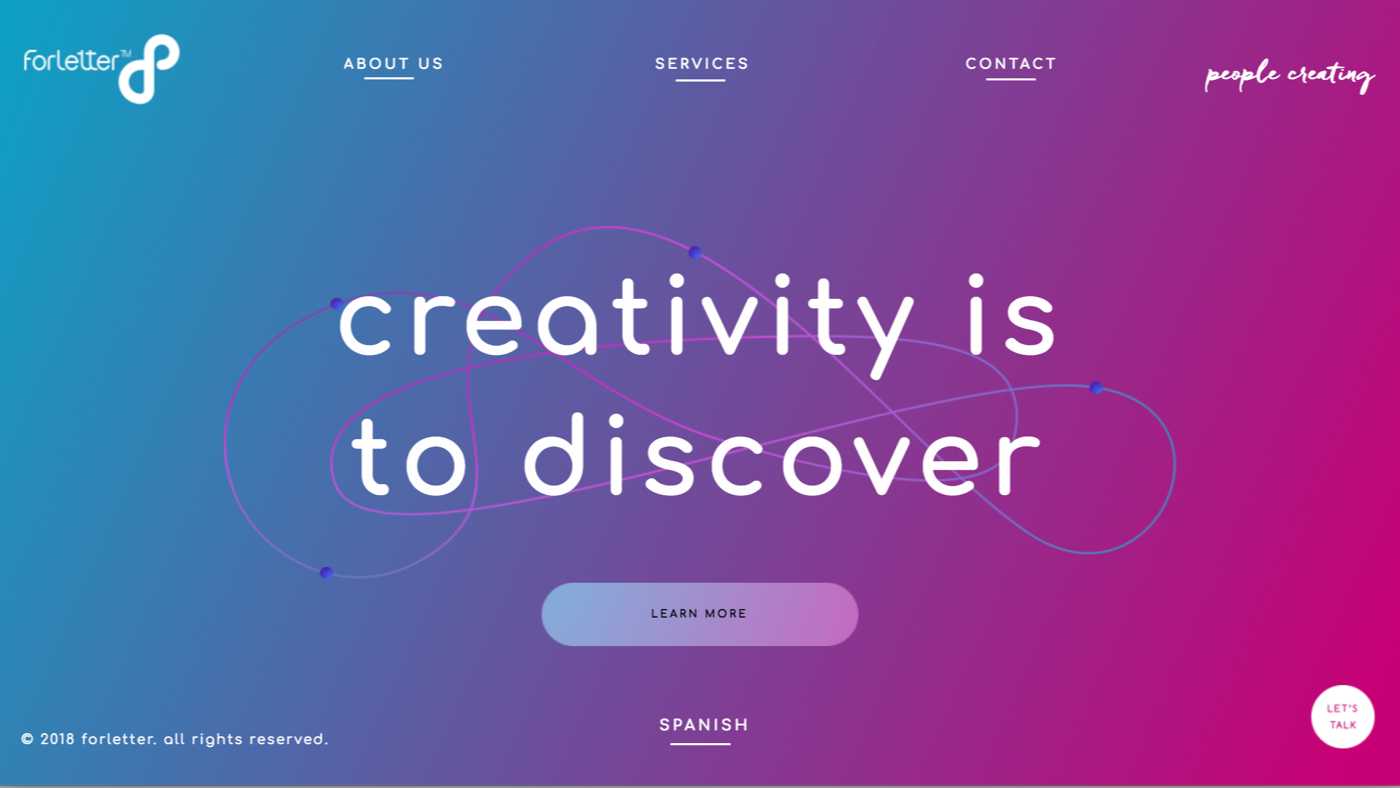 forletter™
ABOUT US
SERVICES
CONTACT
people creating
creativity is
to discover
LEARN MORE
SPANISH
© 2018 forletter. all rights reserved.
LET'S
TALK